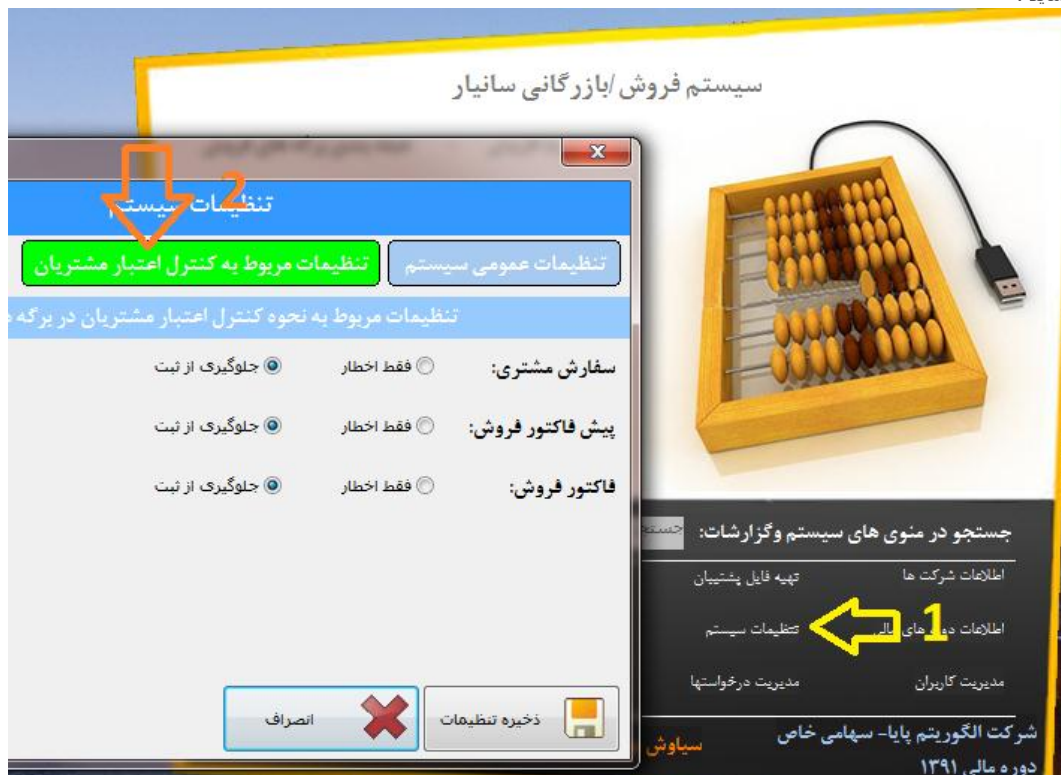 سیستم فروش/بازرگانی سانیار
2
تنظیمات سیستم
تنظیمات عمومی سیستم
تنظیمات مربوط به کنترل اعتبار مشتریان
تنظیمات مربوط به نحوه کنترل اعتبار مشتریان در برگه
سفارش مشتری: فقط اخطار جلوگیری از ثبت
پیش فاکتور فروش: فقط اخطار جلوگیری از ثبت
فاکتور فروش: فقط اخطار جلوگیری از ثبت
ذخیره تنظیمات
انصراف
جستجو در منوی های سیستم وگزارشات:
اطلاعات شرکت ها تهیه فایل پشتیبان
اطلاعات های 1 تنظیمات سیستم
مدیریت کاربران مدیریت درخواستها
شرکت الگوریتم پایا- سهامی خاص سیاوش
دوره مالی ۱۳۹۱